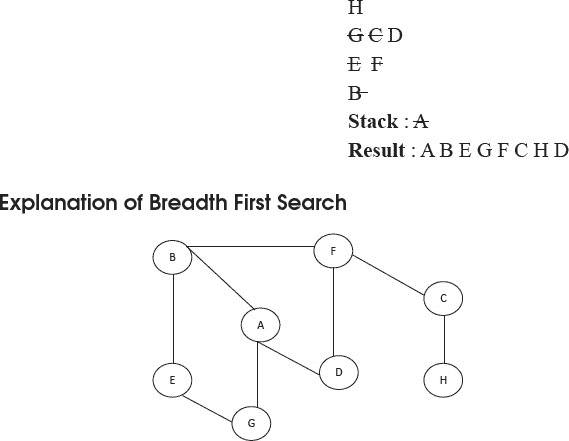 H
G C D
E F
B
Stack : A
Result : A B E G F C H D
Explanation of Breadth First Search
B
F
C
A
D
E
H
G